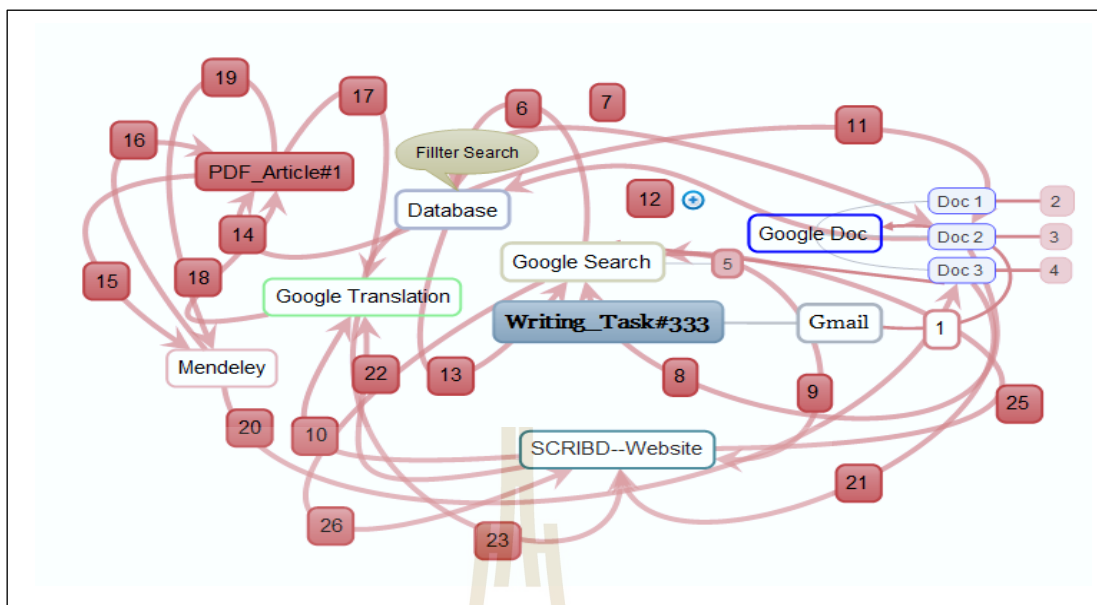 19
17
6
7
11
16
Fillter Search
PDF_Article#1
Database
12
Doc 1
2
Google Doc
Doc 2
3
14
Google Search
5
Doc 3
4
15
18
Google Translation
Writing_Task#333
Gmail
1
Mendeley
22
13
8
9
25
20
10
SCRIBD--Website
21
26
23